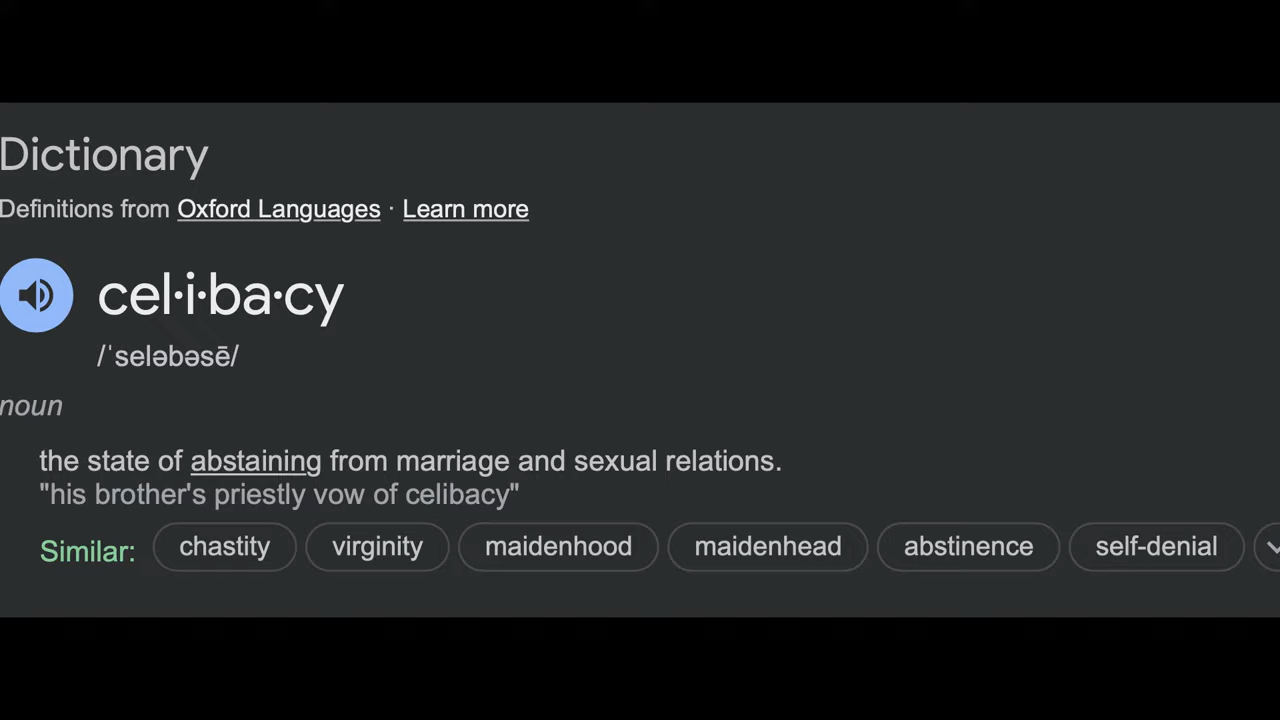 Dictionary
Definitions from Oxford Languages · Learn more
cel·i·ba·cy
/ˈseləbəsē/
noun
the state of abstaining from marriage and sexual relations.
"his brother's priestly vow of celibacy"
Similar: chastity virginity maidenhood maidenhead abstinence self-denial